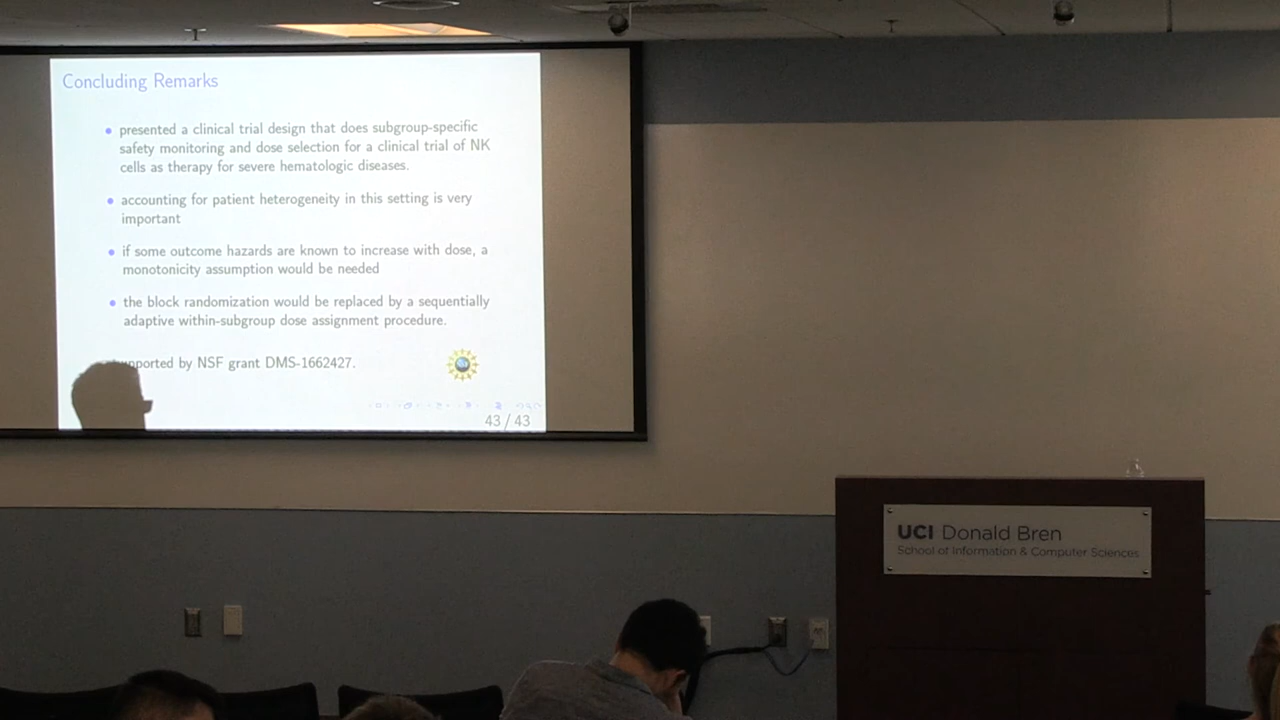 Concluding Remarks
presented a clinical trial design that does subgroup-specific
safety monitoring and dose selection for a clinical trial of NK
cells as therapy for severe hematologic diseases.
accounting for patient heterogeneity in this setting is very
important
if some outcome hazards are known to increase with dose, a
monotonicity assumption would be needed
the block randomization would be replaced by a sequentially
adaptive within-subgroup dose assignment procedure.
by NSF grant DMS-1662427.
43 / 43
UCI Donald Bren
School of Information & Computer Sciences